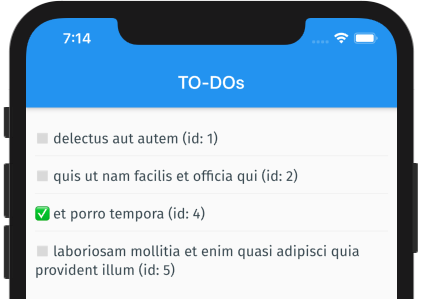 7:14
TO-DOs
delectus aut autem (id: 1)
quis ut nam facilis et officia qui (id: 2)
✅ et porro tempora (id: 4)
laboriosam mollitia et enim quasi adipisci quia
provident illum (id: 5)